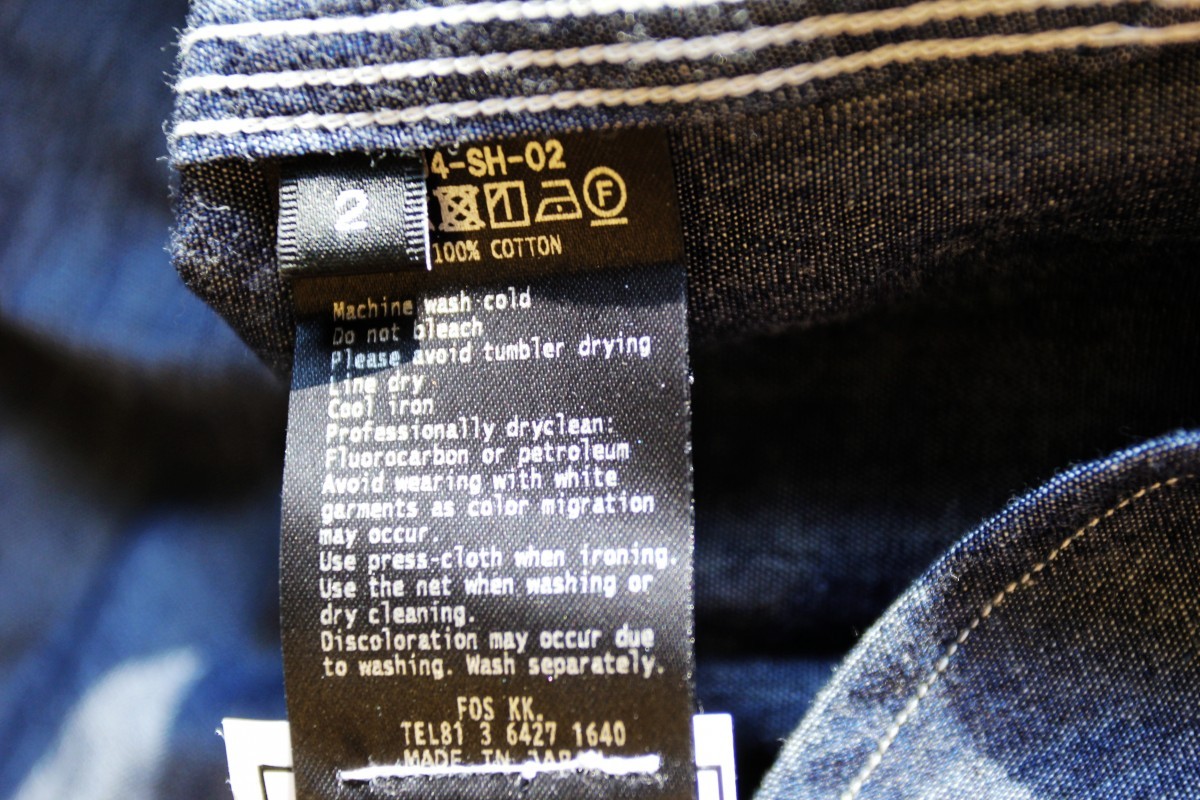 4-SH-02
2
F
100% COTTON
Machine wash cold
Do not bleach
Please avoid tumbler drying
Line dry
Cool iron
Professionally dryclean:
Fluorocarbon or petroleum
Avoid wearing with white
garments as color migration
may occur.
Use press-cloth when ironing.
Use the net when washing or
dry cleaning.
Discoloration may occur due
to washing. Wash separately.
FOS KK.
TEL81 3 6427 1640
MADE IN JAPAN